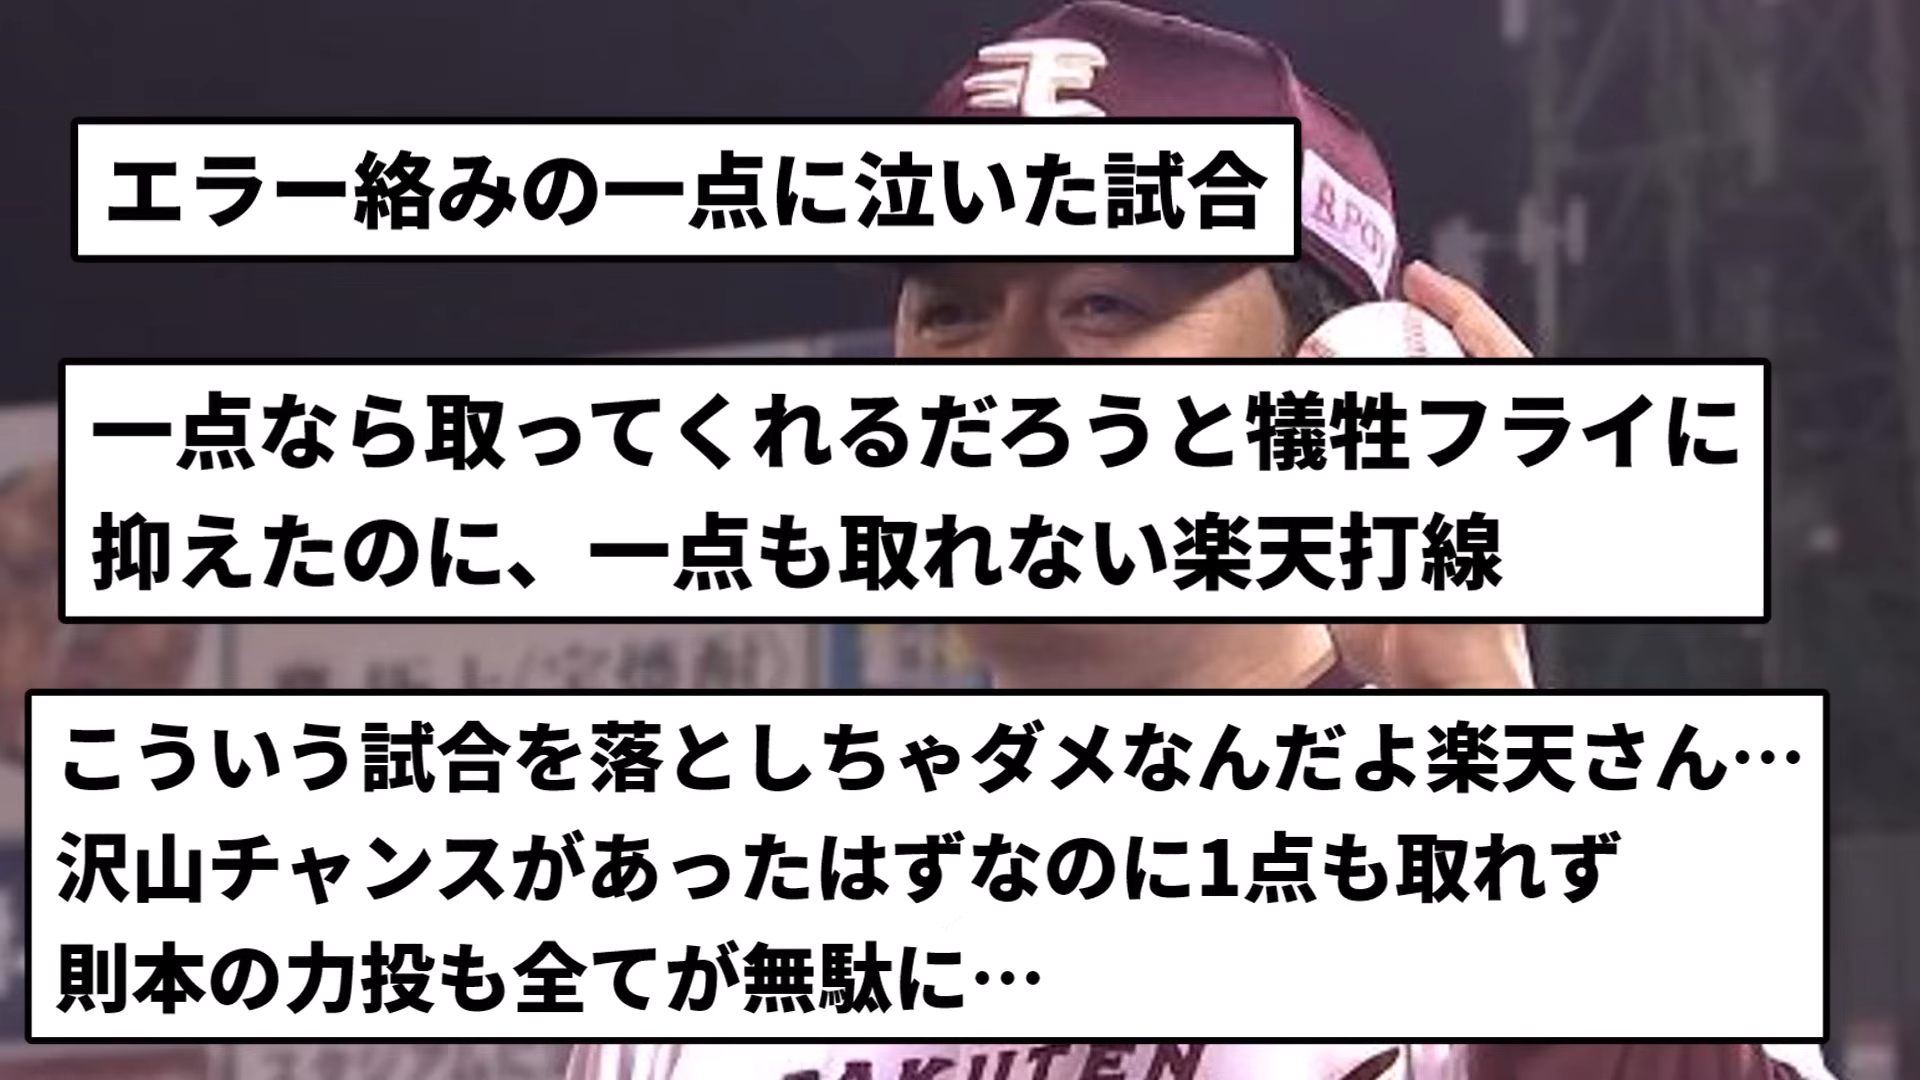 エラー絡みの一点に泣いた試合
一点なら取ってくれるだろうと犠牲フライに
抑えたのに、一点も取れない楽天打線
こういう試合を落としちゃダメなんだよ楽天さん…
沢山チャンスがあったはずなのに1点も取れず
則本の力投も全てが無駄に…
RAKUTEN